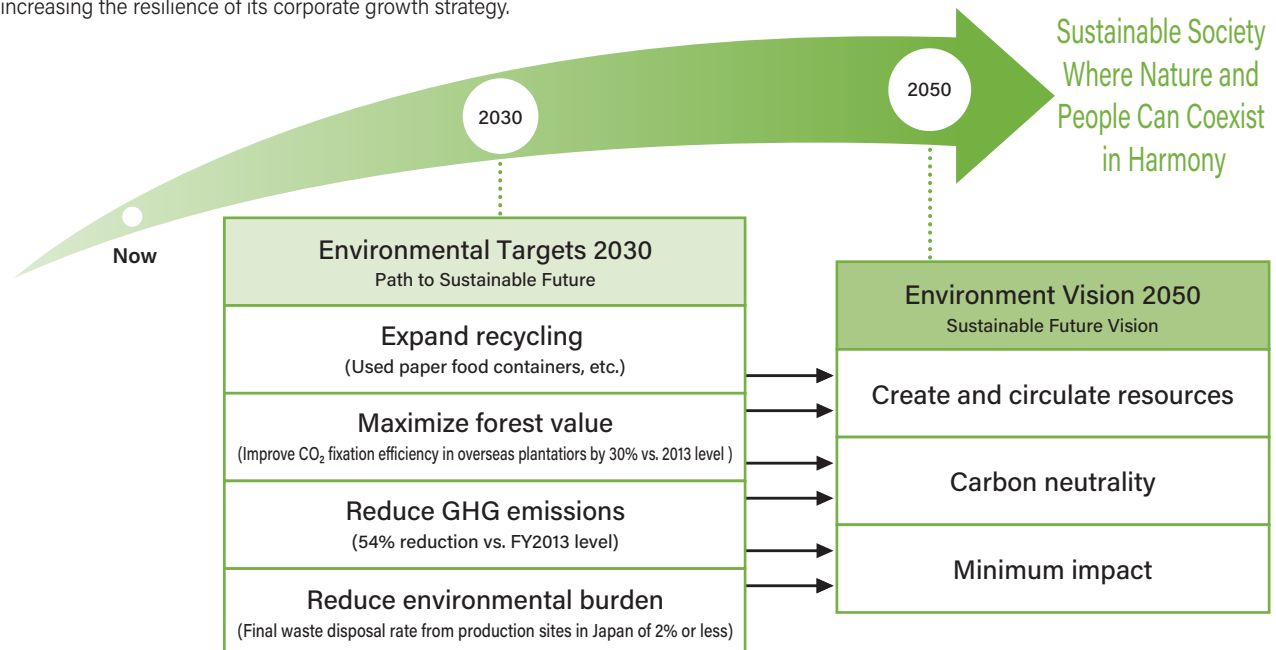 increasing the resilience of its corporate growth strategy.
Sustainable Society
Where Nature and
People Can Coexist
in Harmony
2050
2030
Now
Environmental Targets 2030
Path to Sustainable Future
Expand recycling
(Used paper food containers, etc.)
Maximize forest value
(Improve CO₂ fixation efficiency in overseas plantatiors by 30% vs. 2013 level )
Reduce GHG emissions
(54% reduction vs. FY2013 level)
Reduce environmental burden
(Final waste disposal rate from production sites in Japan of 2% or less)
Environment Vision 2050
Sustainable Future Vision
Create and circulate resources
Carbon neutrality
Minimum impact